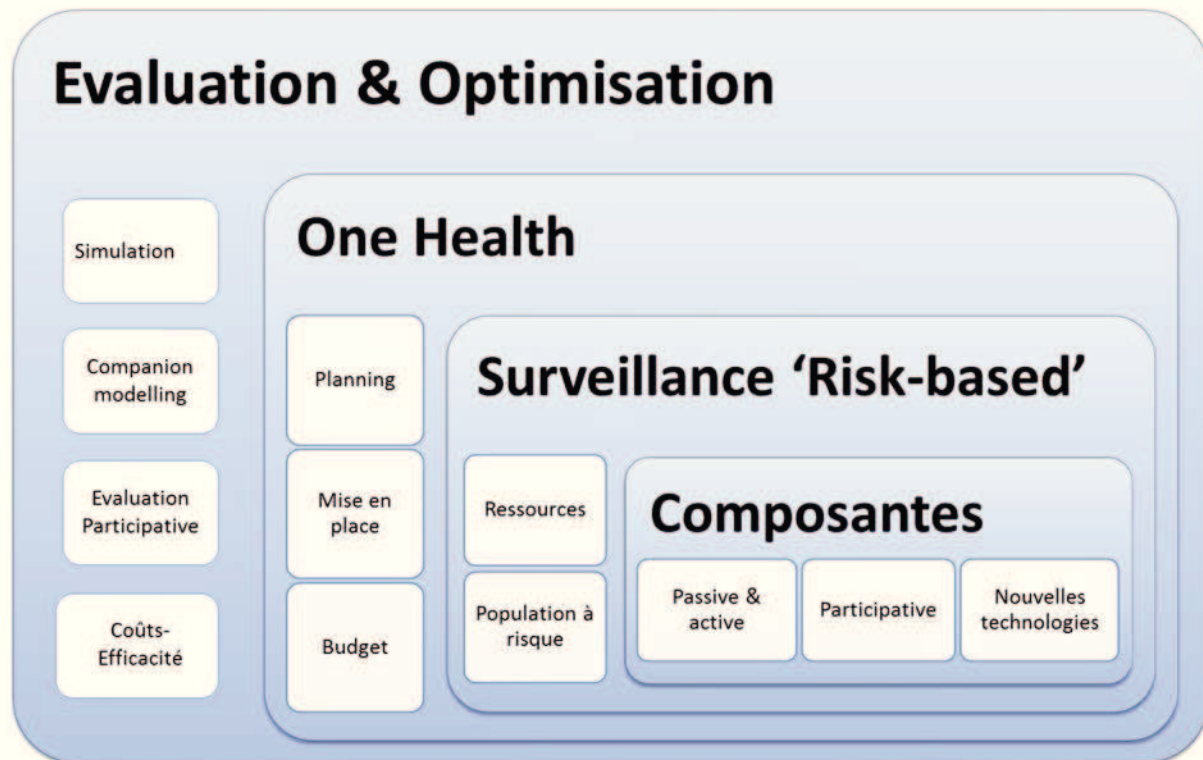 Evaluation & Optimisation
Simulation
Companion
modelling
Evaluation
Participative
Coûts-
Efficacité
One Health
Planning
Mise en
place
Budget
Surveillance ‘Risk-based’
Ressources
Population à
risque
Composantes
Passive &
active
Participative
Nouvelles
technologies